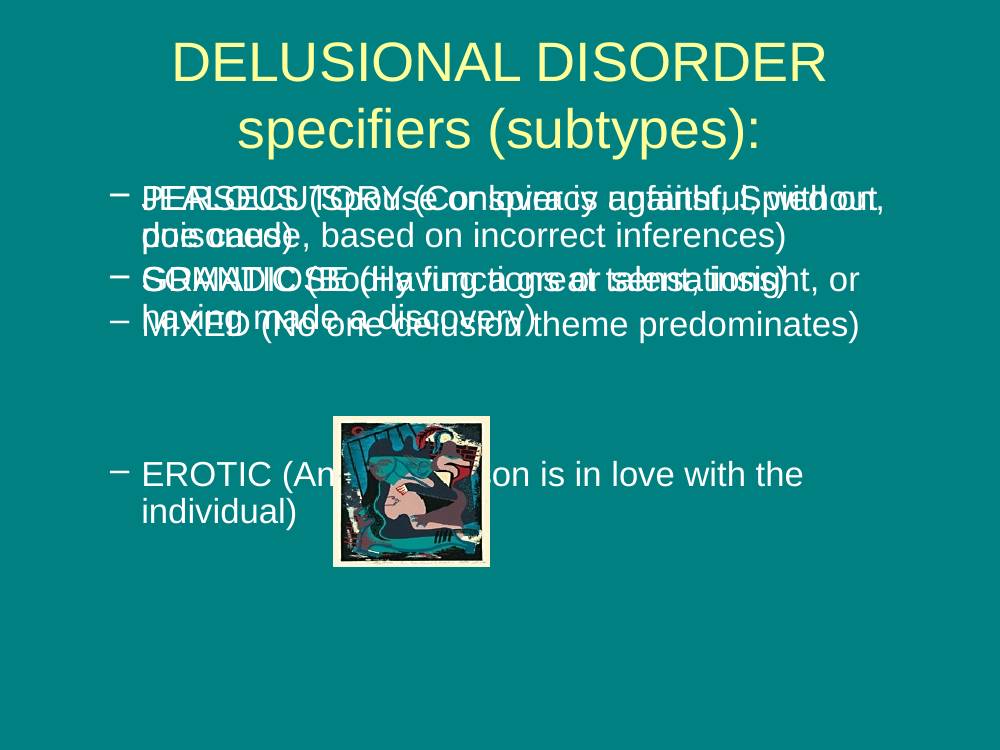 DELUSIONAL DISORDER
specifiers (subtypes):
– PERSECUTORY (Conspiracy against, Spied on,
poisoned)
– JEALOUS (Spouse or lover is unfaithful, without
due cause, based on incorrect inferences)
– GRANDIOSE (Having a great talent, insight, or
having made a discovery)
– SOMATIC (Bodily functions or sensations)
– MIXED (No one delusion theme predominates)
– EROTIC (An on is in love with the
individual)